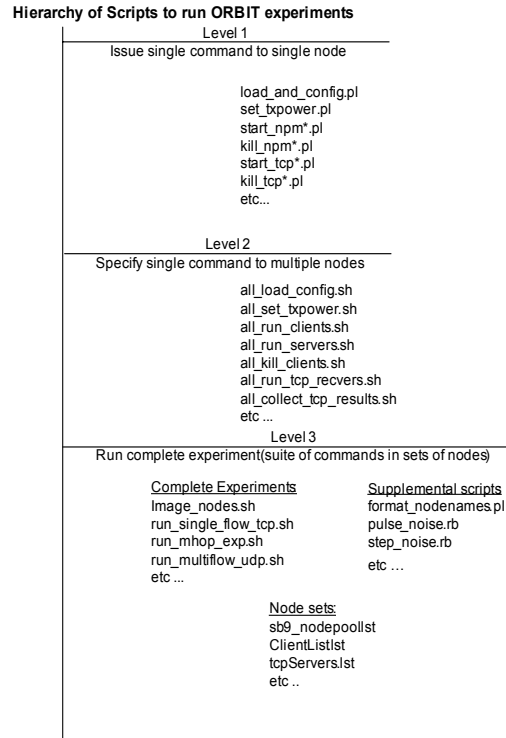 Hierarchy of Scripts to run ORBIT experiments
Level 1
Issue single command to single node
load_and_config.pl
set_txpower.pl
start_npm*.pl
kill_npm*.pl
start_tcp*.pl
kill_tcp*.pl
etc...
Level 2
Specify single command to multiple nodes
all_load_config.sh
all_set_txpower.sh
all_run_clients.sh
all_run_servers.sh
all_kill_clients.sh
all_run_tcp_recvers.sh
all_collect_tcp_results.sh
etc ...
Level 3
Run complete experiment(suite of commands in sets of nodes)
Complete Experiments
Image_nodes.sh
run_single_flow_tcp.sh
run_mhop_exp.sh
run_multiflow_udp.sh
etc ...
Supplemental scripts
format_nodenames.pl
pulse_noise.rb
step_noise.rb
etc …
Node sets:
sb9_nodepoollst
ClientListlst
tcpServers.lst
etc ..